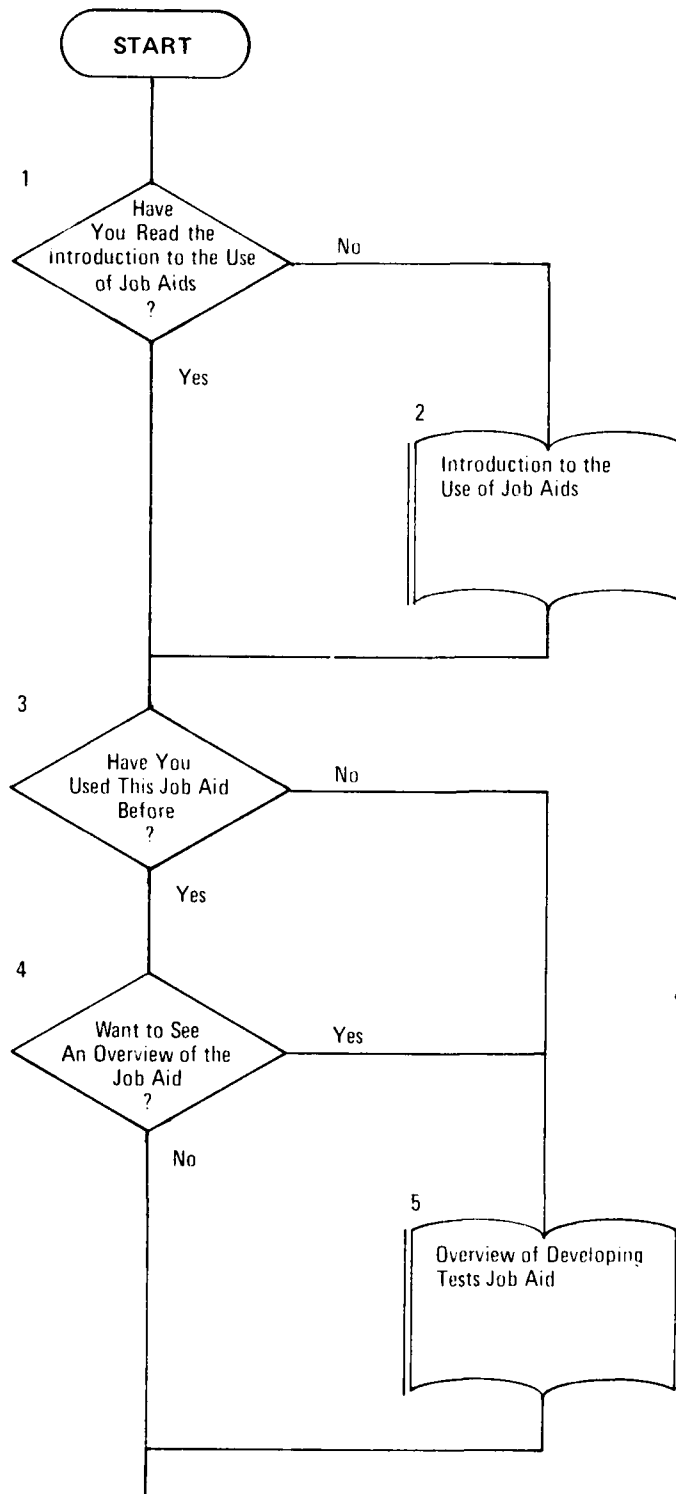 START
1
Have
You Read the
Introduction to the Use
of Job Aids
?
No
Yes
2
Introduction to the
Use of Job Aids
3
Have You
Used This Job Aid
Before
?
No
Yes
4
Want to See
An Overview of the
Job Aid
?
Yes
No
5
Overview of Developing
Tests Job Aid